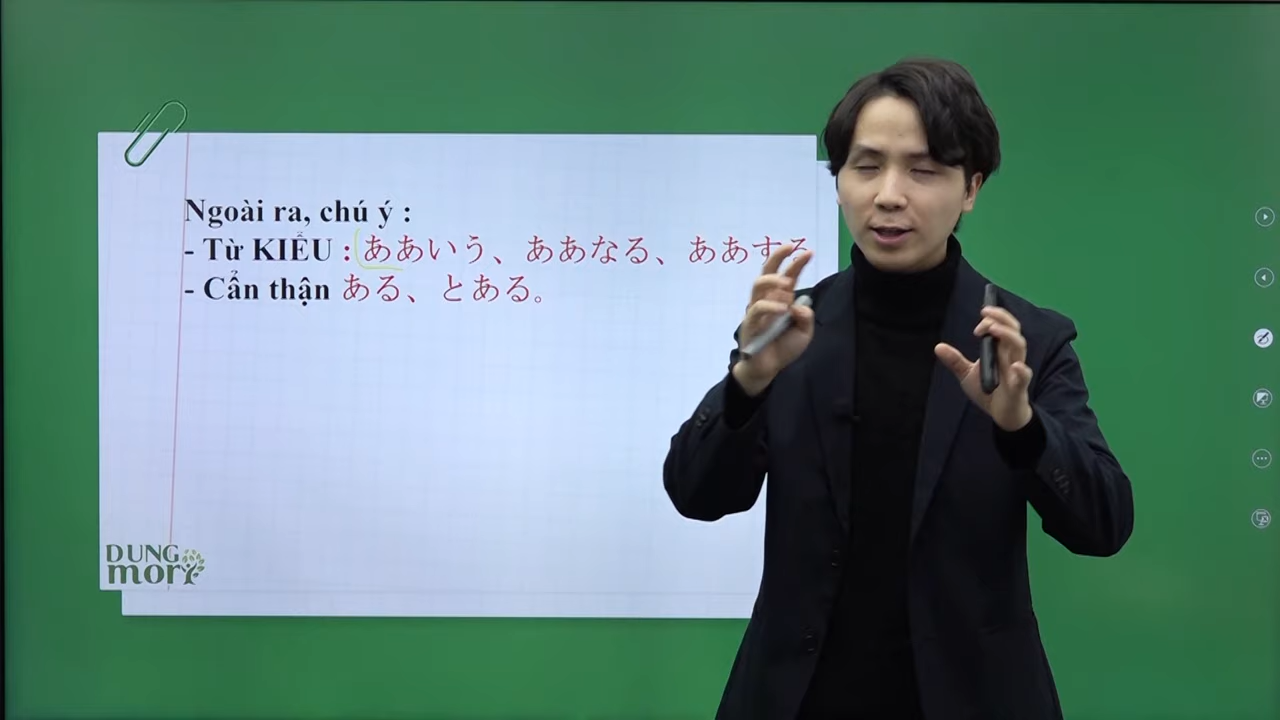 Ngoài ra, chú ý :
- Từ KIỂU : ああいう、ああなる、ああする
- Cẩn thận ある、とある。
DUNG
mori